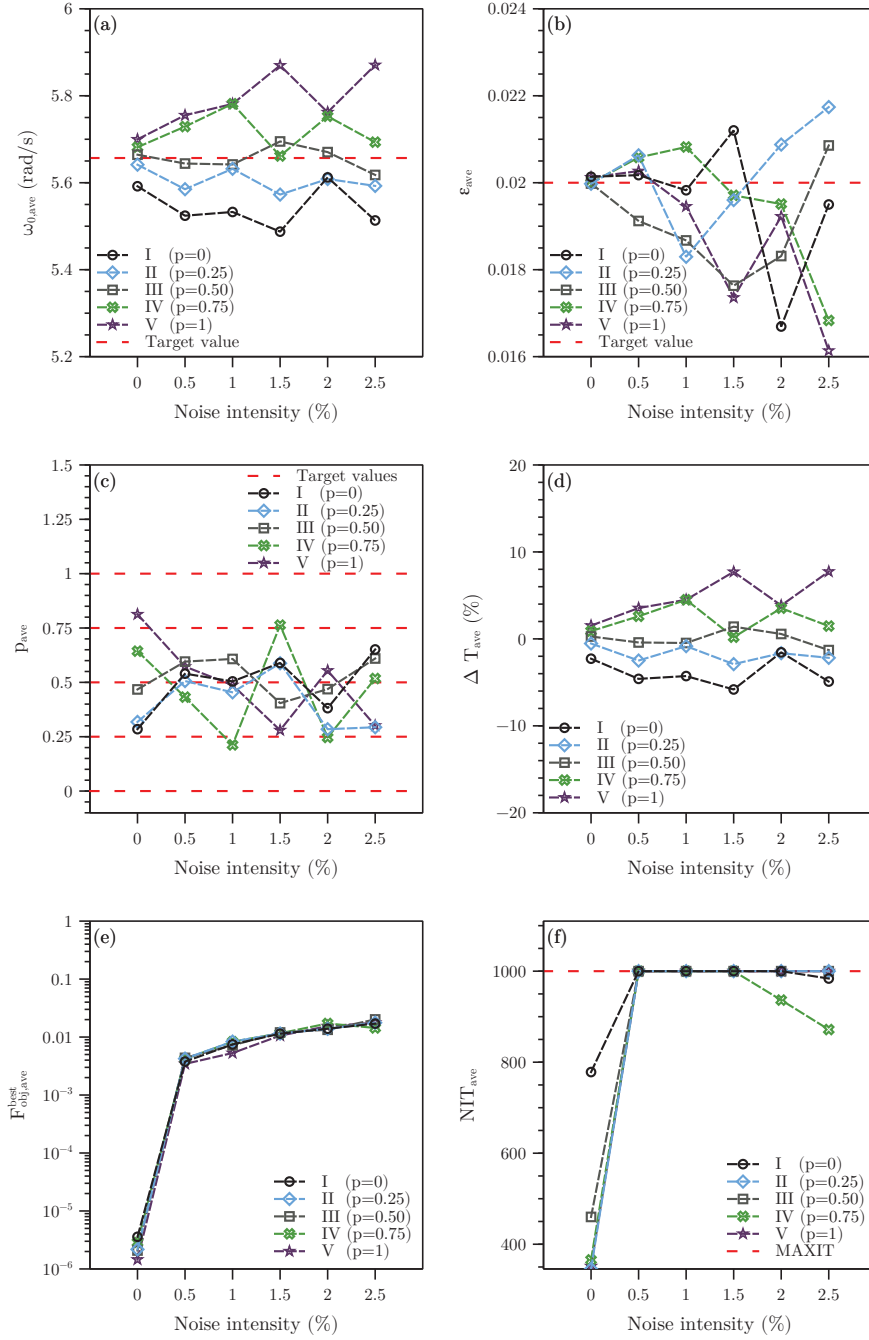 (a)
6
5.8
5.6
5.4
5.2
ω0,ave (rad/s)
I (p=0)
II (p=0.25)
III (p=0.50)
IV (p=0.75)
V (p=1)
Target value
0 0.5 1 1.5 2 2.5
Noise intensity (%)
(b)
0.024
0.022
0.02
0.018
0.016
εave
I (p=0)
II (p=0.25)
III (p=0.50)
IV (p=0.75)
V (p=1)
Target value
0 0.5 1 1.5 2 2.5
Noise intensity (%)
(c)
1.5
1.25
1
0.75
0.5
0.25
0
pave
Target values
I (p=0)
II (p=0.25)
III (p=0.50)
IV (p=0.75)
V (p=1)
0 0.5 1 1.5 2 2.5
Noise intensity (%)
(d)
20
10
0
−10
−20
Δ Tave (%)
I (p=0)
II (p=0.25)
III (p=0.50)
IV (p=0.75)
V (p=1)
0 0.5 1 1.5 2 2.5
Noise intensity (%)
(e)
1
0.1
0.01
10−3
10−4
10−5
10−6
Fbestobj,ave
I (p=0)
II (p=0.25)
III (p=0.50)
IV (p=0.75)
V (p=1)
0 0.5 1 1.5 2 2.5
Noise intensity (%)
(f)
1000
800
600
400
NITave
I (p=0)
II (p=0.25)
III (p=0.50)
IV (p=0.75)
V (p=1)
MAXIT
0 0.5 1 1.5 2 2.5
Noise intensity (%)